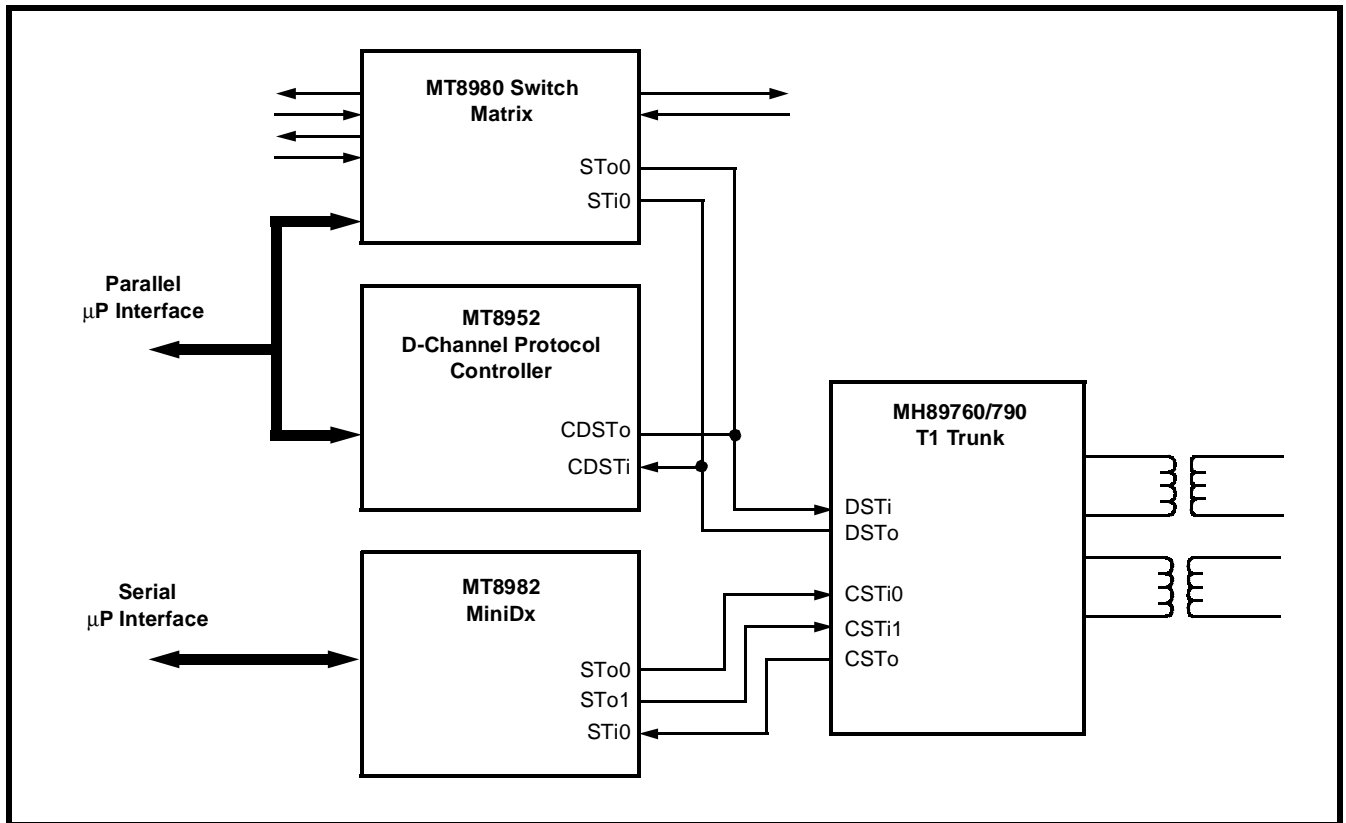 MT8980 Switch
Matrix
STo0
STi0
Parallel
μP Interface
MT8952
D-Channel Protocol
Controller
CDSTo
CDSTi
MH89760/790
T1 Trunk
DSTi
DSTo
CSTi0
CSTi1
CSTo
Serial
μP Interface
MT8982
MiniDx
STo0
STo1
STi0